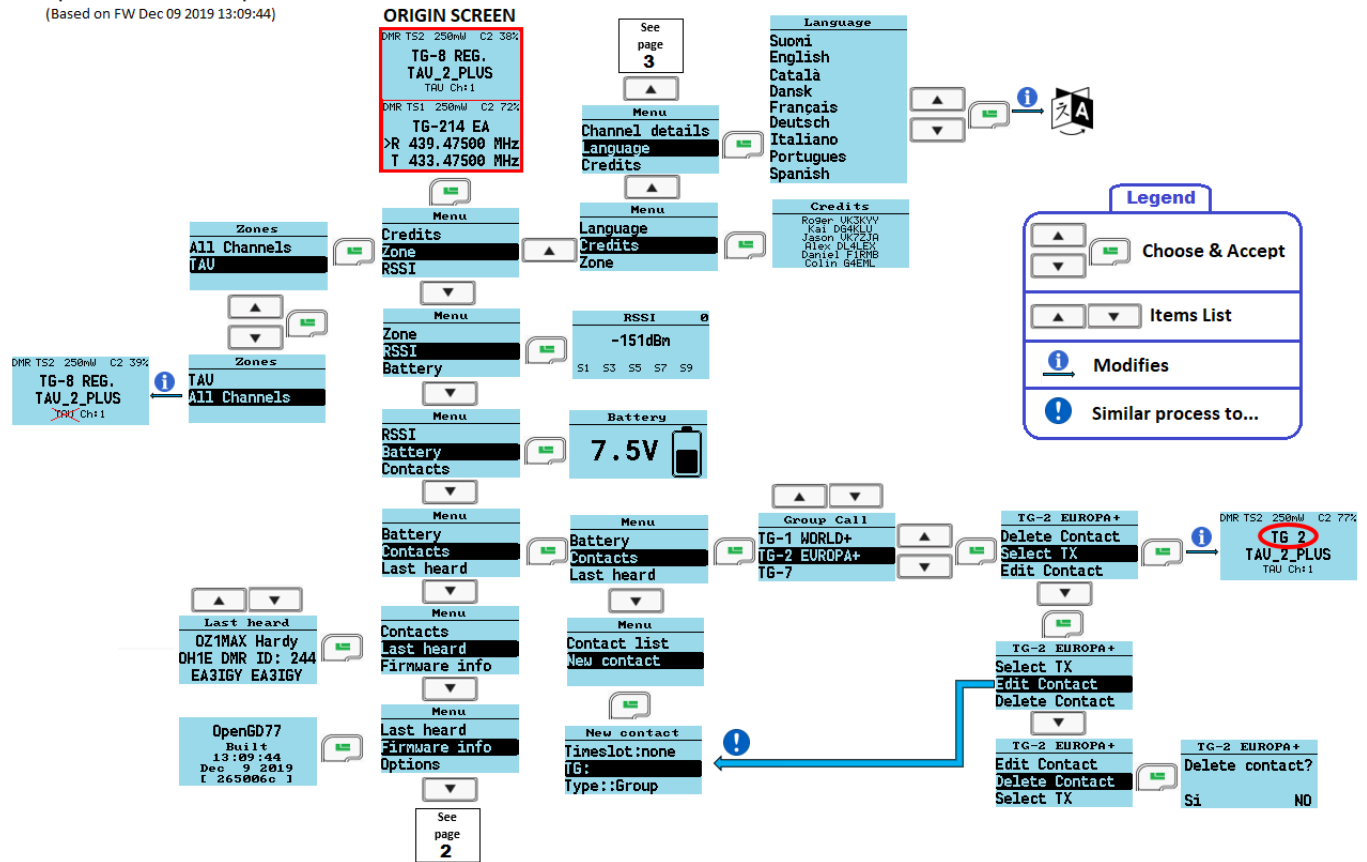 (Based on FW Dec 09 2019 13:09:44)
ORIGIN SCREEN
DMR TS2 250mW C2 38%
TG-8 REG.
TAU_2_PLUS
TAU Ch:1
DMR TS1 250mW C2 72%
TG-214 EA
>R 439.47500 MHz
T 433.47500 MHz
See
page
3
Menu
Channel details
Language
Credits
Language
Suomi
English
Català
Dansk
Français
Deutsch
Italiano
Portugues
Spanish
Menu
Language
Credits
Zone
Credits
Roger VK3KYY
Kai DG4KLU
Jason VK7ZJA
Alex DL4LEX
Daniel F1RMB
Colin G4EML
Legend
Choose & Accept
Items List
Modifies
Similar process to...
Menu
Credits
Zone
RSSI
Zones
All Channels
TAU
Zones
TAU
All Channels
DMR TS2 250mW C2 39%
TG-8 REG.
TAU_2_PLUS
TAU Ch:1
Menu
Zone
RSSI
Battery
RSSI 0
-151dBm
S1 S3 S5 S7 S9
Menu
RSSI
Battery
Contacts
Battery
7.5V
Menu
Battery
Contacts
Last heard
Menu
Battery
Contacts
Last heard
Group Call
TG-1 WORLD+
TG-2 EUROPA+
TG-7
TG-2 EUROPA+
Delete Contact
Select TX
Edit Contact
DMR TS2 250mW C2 77%
TG 2
TAU_2_PLUS
TAU Ch:1
Last heard
OZ1MAX Hardy
OH1E DMR ID: 244
EA3IGY EA3IGY
Menu
Contacts
Last heard
Firmware info
Menu
Contact list
New contact
TG-2 EUROPA+
Select TX
Edit Contact
Delete Contact
OpenGD77
Built
13:09:44
Dec 9 2019
[ 265006c ]
Menu
Last heard
Firmware info
Options
New contact
Timeslot:none
TG:
Type::Group
TG-2 EUROPA+
Edit Contact
Delete Contact
Select TX
TG-2 EUROPA+
Delete contact?
Si NO
See
page
2